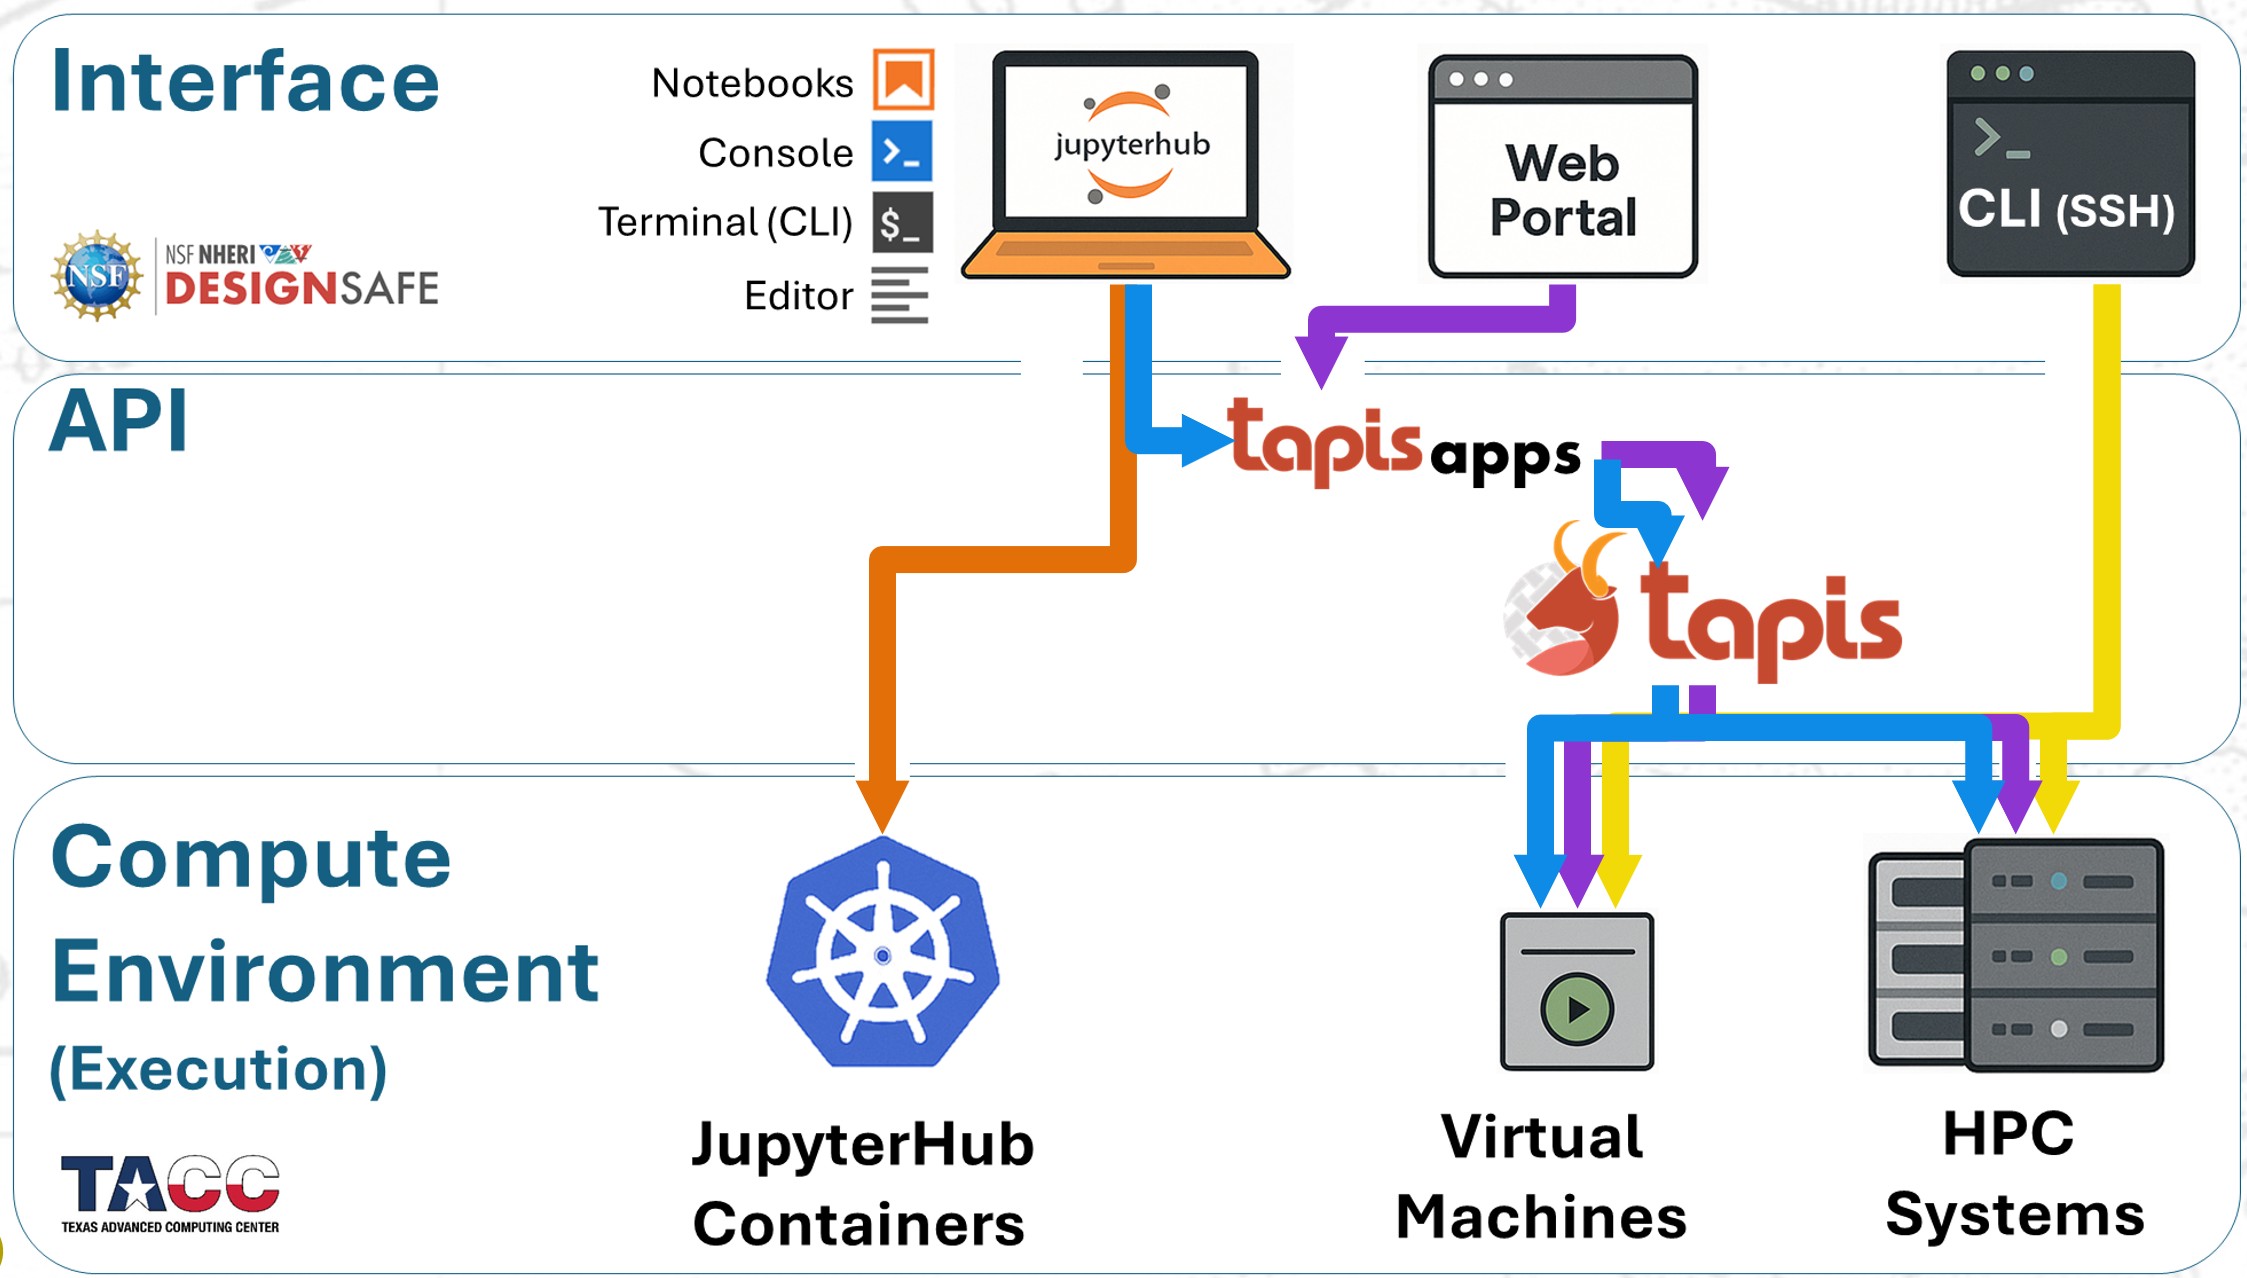 Interface
Notebooks
Console
Terminal (CLI)
$_
Editor
jupyterhub
Web
Portal
CLI (SSH)
NSF
NSF NHERI
DESIGNSAFE
API
tapis apps
tapis
Compute
Environment
(Execution)
TACC
TEXAS ADVANCED COMPUTING CENTER
JupyterHub
Containers
Virtual
Machines
HPC
Systems